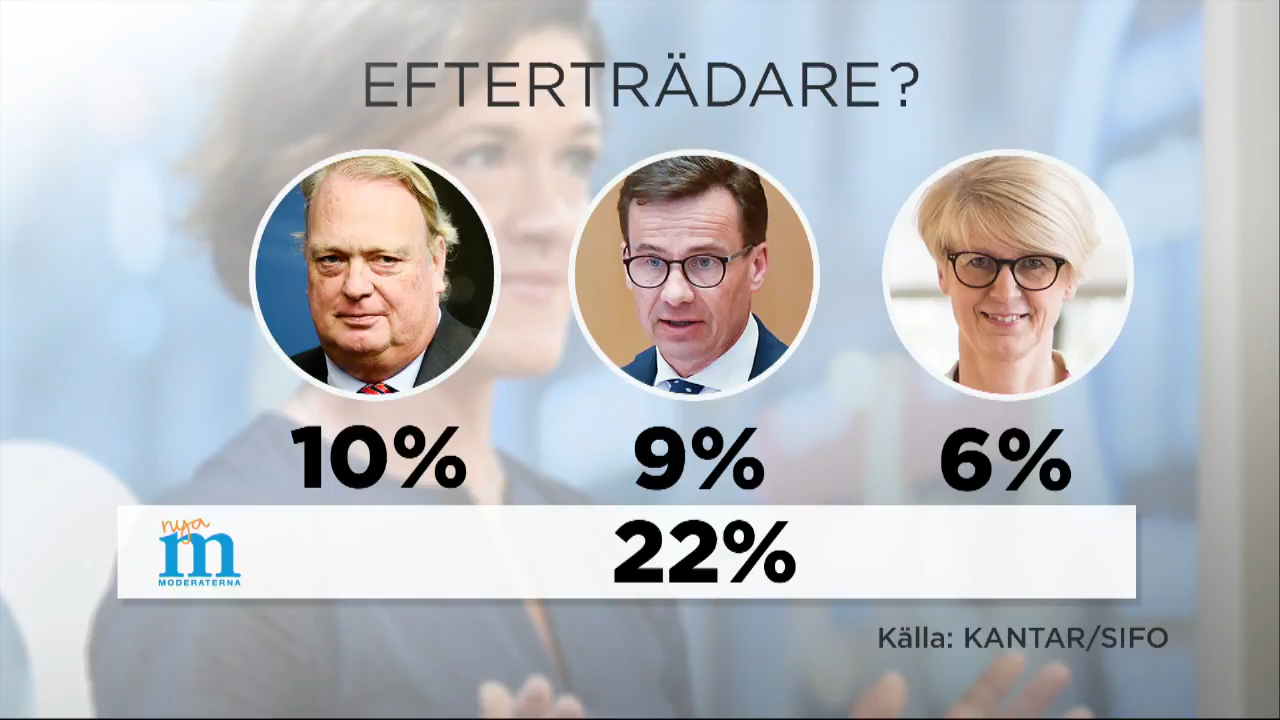 EFTERTRÄDARE?
10% 9% 6%
nya
m
MODERATERNA
22%
Källa: KANTAR/SIFO